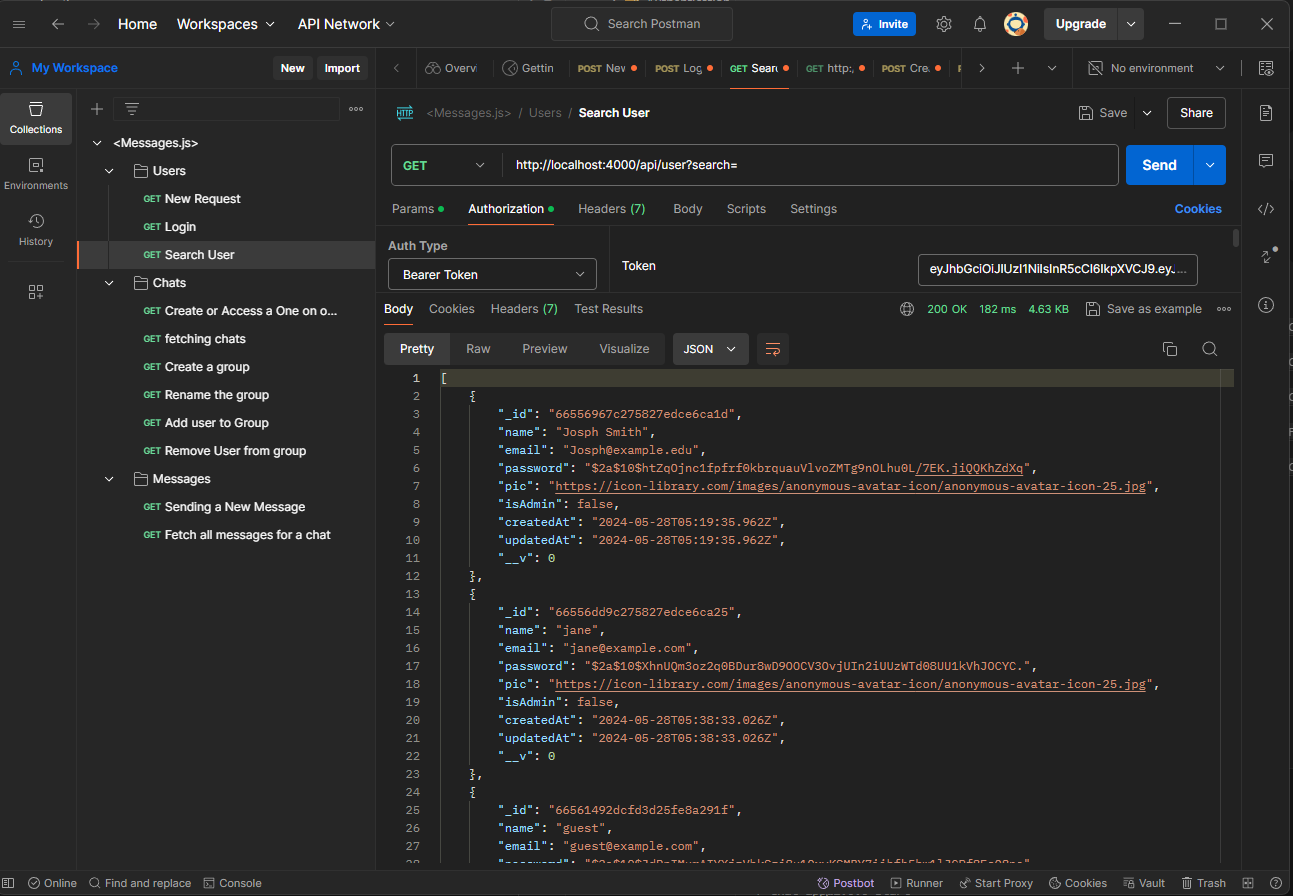 Home Workspaces API Network Search Postman Invite Upgrade
My Workspace New Import Overvi Gettin POST Nev POST Log GET Searc GET http:, POST Cre No environment
Collections
Environments
History
<Messages.js>
Users
GET New Request
GET Login
GET Search User
Chats
GET Create or Access a One on o...
GET fetching chats
GET Create a group
GET Rename the group
GET Add user to Group
GET Remove User from group
Messages
GET Sending a New Message
GET Fetch all messages for a chat
HTTP <Messages.js> / Users / Search User Save Share
GET http://localhost:4000/api/user?search= Send
Params Authorization Headers (7) Body Scripts Settings Cookies
Auth Type
Bearer Token
Token
Body Cookies Headers (7) Test Results 200 OK 182 ms 4.63 KB Save as example
Pretty Raw Preview Visualize JSON
1 [
2 {
3 "_id": "66556967c275827edce6ca1d",
4 "name": "Josph Smith",
5 "email": "Josph@example.edu",
6 "password": "$2a$10$htZqOjnc1fpfrf0kbrquauVlvoZMTg9nOLhu0L/7EK.jiQQKhZdXq",
7 "pic": "https://icon-library.com/images/anonymous-avatar-icon/anonymous-avatar-icon-25.jpg",
8 "isAdmin": false,
9 "createdAt": "2024-05-28T05:19:35.962Z",
10 "updatedAt": "2024-05-28T05:19:35.962Z",
11 "__v": 0
12 },
13 {
14 "_id": "66556dd9c275827edce6ca25",
15 "name": "jane",
16 "email": "jane@example.com",
17 "password": "$2a$10$XhnUQm3oz2q0BDur8wD9OOCV3OvjUIn2iUUzWTd08UU1kVhJOCYC.",
18 "pic": "https://icon-library.com/images/anonymous-avatar-icon/anonymous-avatar-icon-25.jpg",
19 "isAdmin": false,
20 "createdAt": "2024-05-28T05:38:33.026Z",
21 "updatedAt": "2024-05-28T05:38:33.026Z",
22 "__v": 0
23 },
24 {
25 "_id": "66561492dcfd3d25fe8a291f",
26 "name": "guest",
27 "email": "guest@example.com",
Online Find and replace Console Postbot Runner Start Proxy Cookies Vault Trash